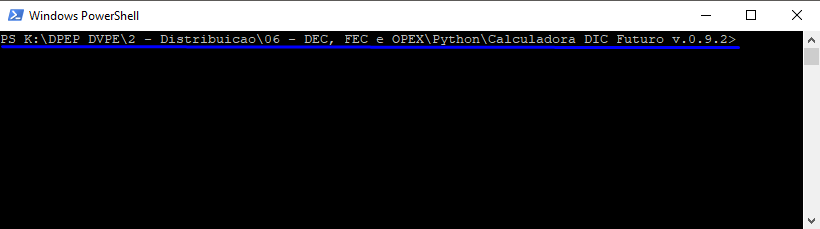 Windows PowerShell
PS K:\DPEP DVPE\2 - Distribuicao\06 - DEC, FEC e OPEX\Python\Calculadora DIC Futuro v.0.9.2>